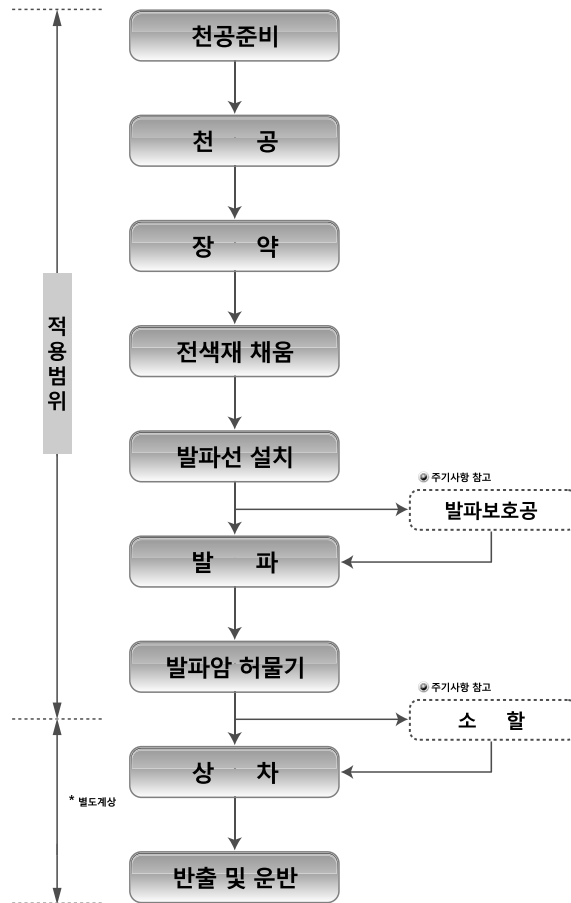 천공준비
천 공
장 약
전색재 채움
적용범위
발파선 설치
주기사항 참고
발파보호공
발 파
발파암 허물기
주기사항 참고
소 할
상 차
* 별도계상
반출 및 운반